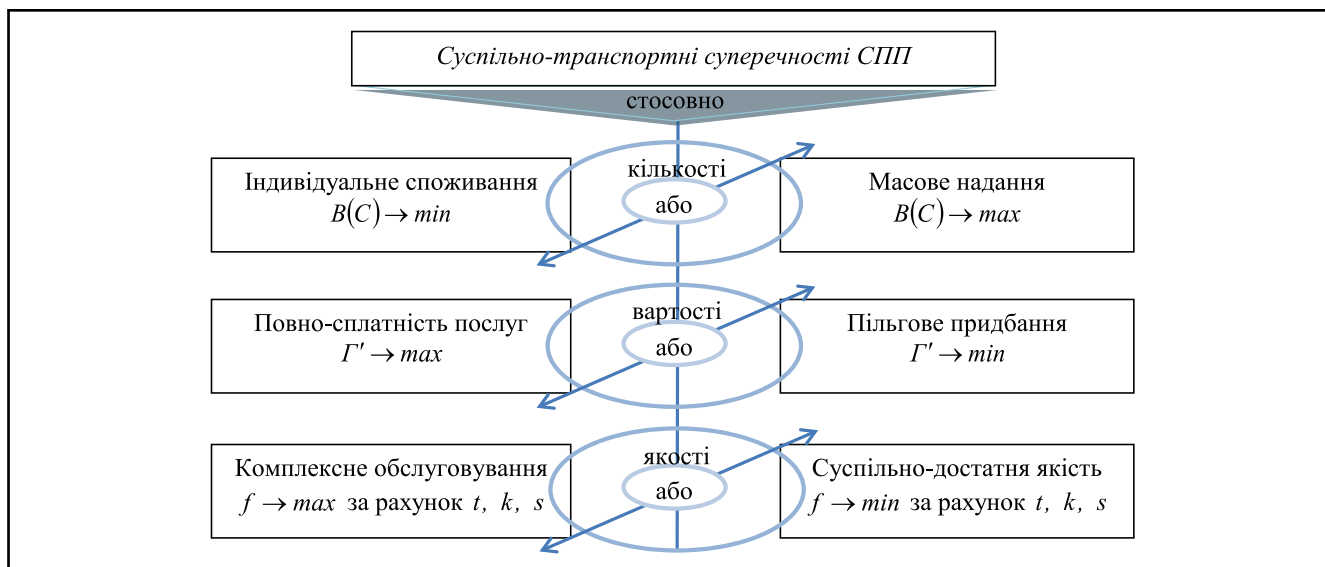 Суспільно-транспортні суперечності СПП
стосовно
кількості
Індивідуальне споживання
B(C) → min
або
Масове надання
B(C) → max
вартості
Повно-сплатність послуг
Г′ → max
або
Пільгове придбання
Г′ → min
якості
Комплексне обслуговування
f → max за рахунок t, k, s
або
Суспільно-достатня якість
f → min за рахунок t, k, s